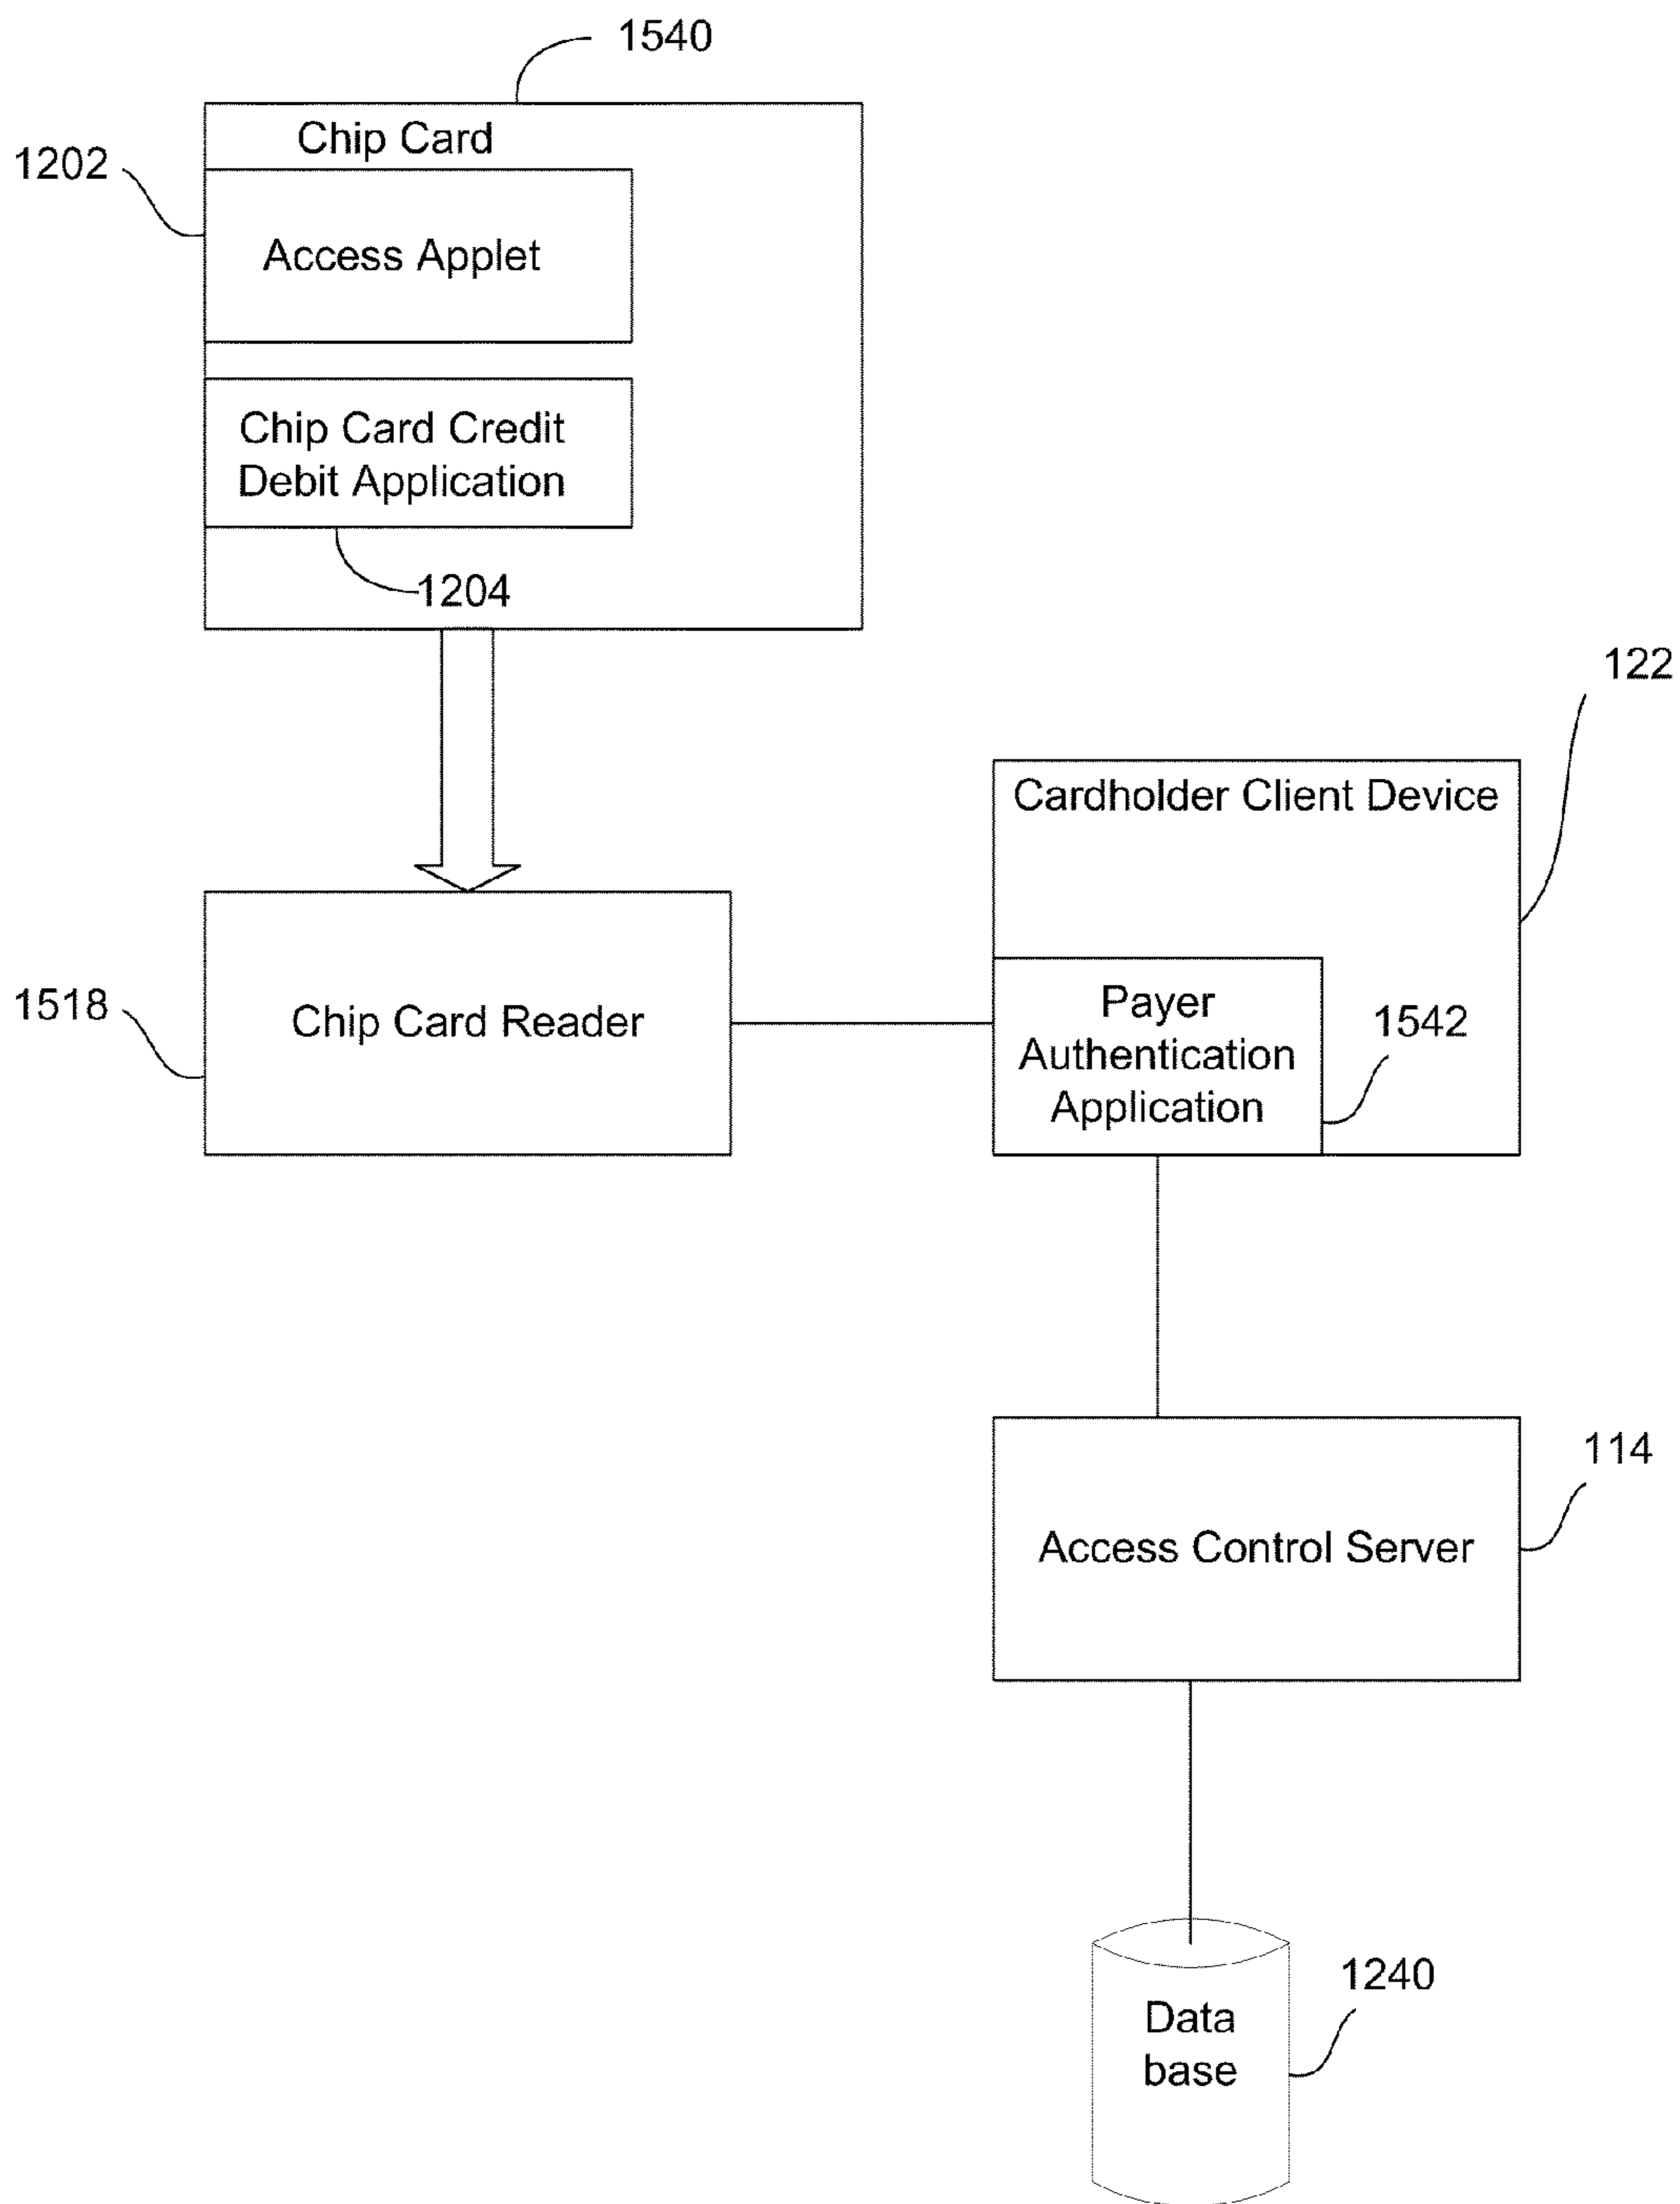 1540
Chip Card
1202
Access Applet
Chip Card Credit
Debit Application
1204
122
Cardholder Client Device
1518
Chip Card Reader
Payer
Authentication
Application
1542
114
Access Control Server
1240
Data
base